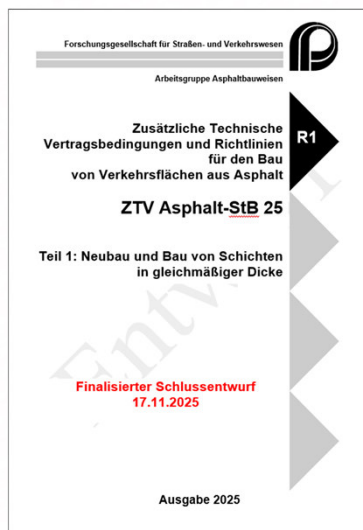 Forschungsgesellschaft für Straßen- und Verkehrswesen
Arbeitsgruppe Asphaltbauweisen
Zusätzliche Technische
Vertragsbedingungen und Richtlinien
für den Bau
von Verkehrsflächen aus Asphalt
R1
ZTV Asphalt-StB 25
Teil 1: Neubau und Bau von Schichten
in gleichmäßiger Dicke
Entwurf
Finalisierter Schlussentwurf
17.11.2025
Ausgabe 2025